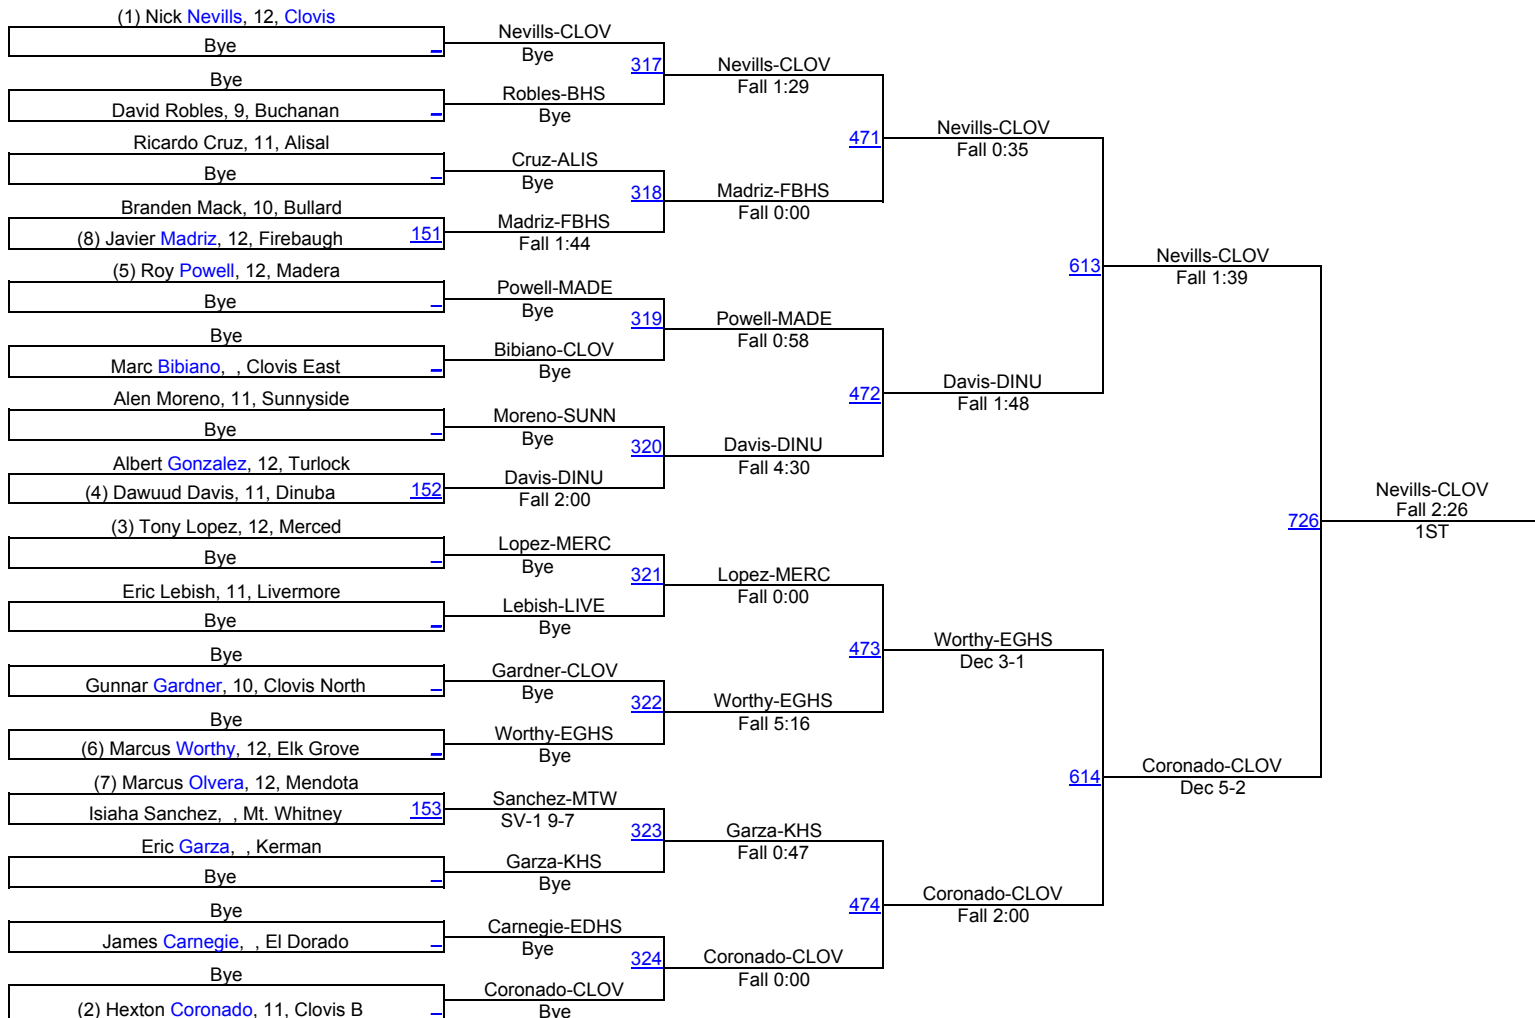 (1) Nick Nevills, 12, Clovis
Bye
Bye
David Robles, 9, Buchanan
Ricardo Cruz, 11, Alisal
Bye
Branden Mack, 10, Bullard
(8) Javier Madriz, 12, Firebaugh 151
(5) Roy Powell, 12, Madera
Bye
Bye
Marc Bibiano, , Clovis East
Alen Moreno, 11, Sunnyside
Bye
Albert Gonzalez, 12, Turlock
(4) Dawuud Davis, 11, Dinuba 152
(3) Tony Lopez, 12, Merced
Bye
Eric Lebish, 11, Livermore
Bye
Bye
Gunnar Gardner, 10, Clovis North
Bye
(6) Marcus Worthy, 12, Elk Grove
(7) Marcus Olvera, 12, Mendota
Isiaha Sanchez, , Mt. Whitney 153
Eric Garza, , Kerman
Bye
Bye
James Carnegie, , El Dorado
Bye
(2) Hexton Coronado, 11, Clovis B
Nevills-CLOV
Bye
317
Robles-BHS
Bye
Cruz-ALIS
Bye
318
Madriz-FBHS
Fall 1:44
Powell-MADE
Bye
319
Bibiano-CLOV
Bye
Moreno-SUNN
Bye
320
Davis-DINU
Fall 2:00
Lopez-MERC
Bye
321
Lebish-LIVE
Bye
Gardner-CLOV
Bye
322
Worthy-EGHS
Bye
Sanchez-MTW
SV-1 9-7
323
Garza-KHS
Bye
Carnegie-EDHS
Bye
324
Coronado-CLOV
Bye
Nevills-CLOV
Fall 1:29
471
Madriz-FBHS
Fall 0:00
Powell-MADE
Fall 0:58
472
Davis-DINU
Fall 4:30
Lopez-MERC
Fall 0:00
473
Worthy-EGHS
Fall 5:16
Garza-KHS
Fall 0:47
474
Coronado-CLOV
Fall 0:00
Nevills-CLOV
Fall 0:35
613
Davis-DINU
Fall 1:48
Worthy-EGHS
Dec 3-1
614
Coronado-CLOV
Fall 2:00
Nevills-CLOV
Fall 1:39
726
Coronado-CLOV
Dec 5-2
Nevills-CLOV
Fall 2:26
1ST